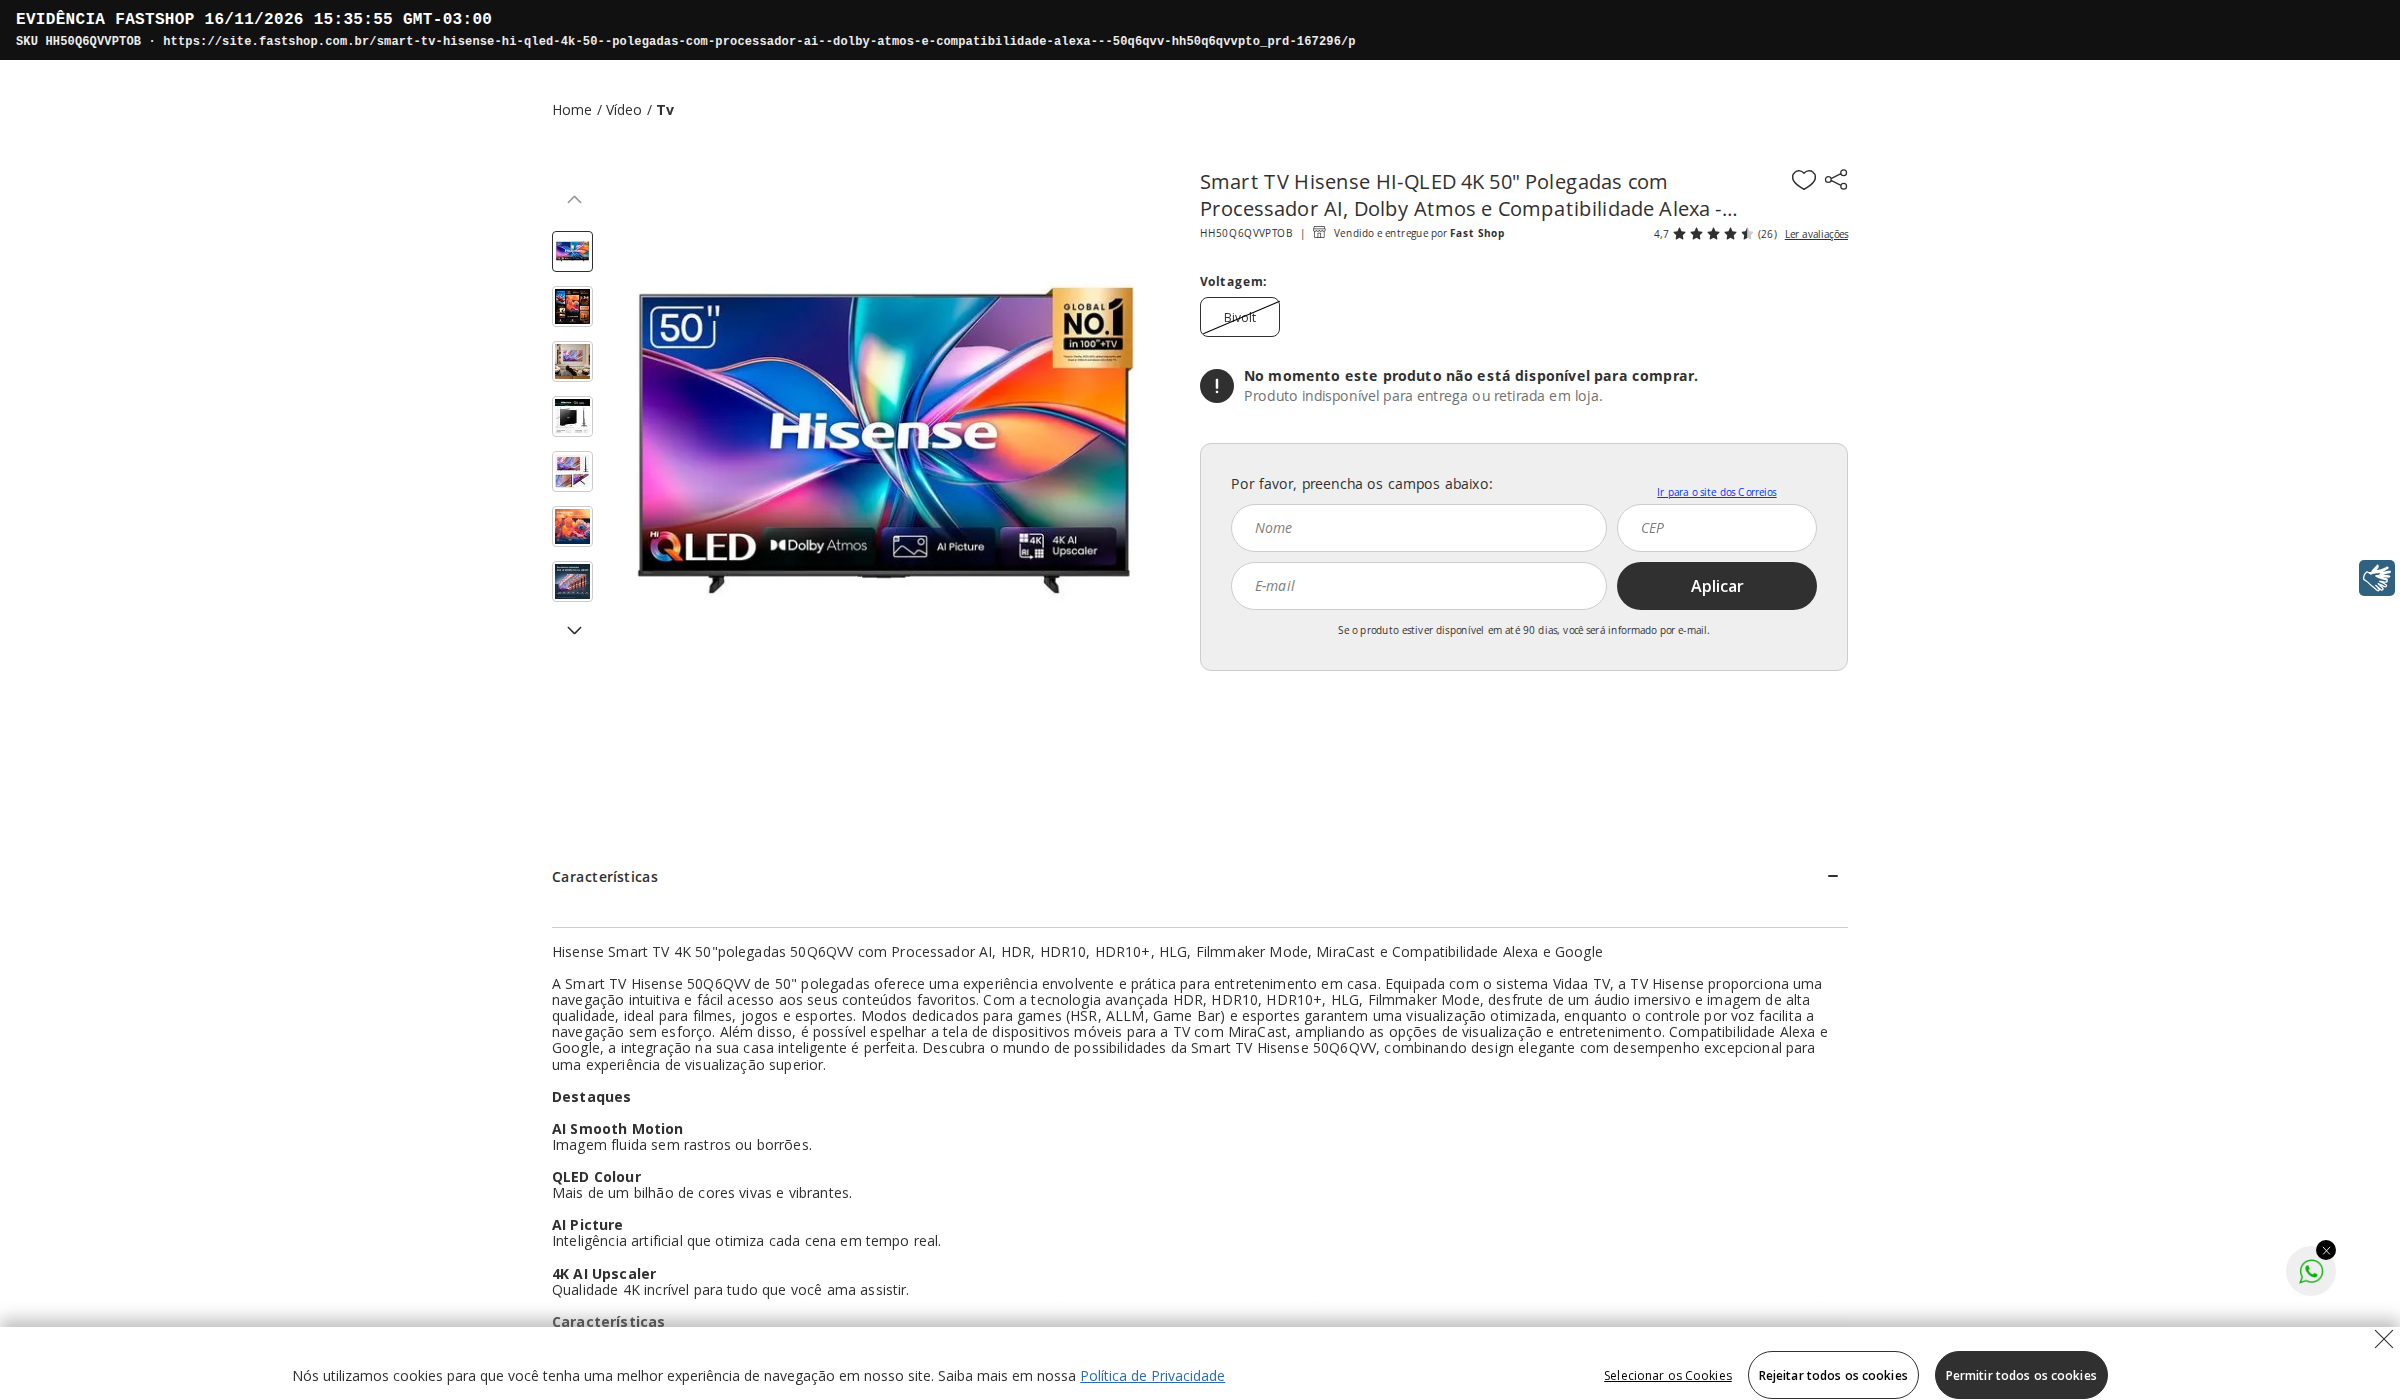 EVIDÊNCIA FASTSHOP 16/11/2026 15:35:55 GMT-03:00
SKU HH50Q6QVVPTOB · https://site.fastshop.com.br/smart-tv-hisense-hi-qled-4k-50--polegadas-com-processador-ai--dolby-atmos-e-compatibilidade-alexa---50q6qvv-hh50q6qvvpto_prd-167296/p
Home / Vídeo / Tv
Smart TV Hisense HI-QLED 4K 50" Polegadas com
Processador AI, Dolby Atmos e Compatibilidade Alexa -...
HH50Q6QVVPTOB | Vendido e entregue por Fast Shop
4,7 (26) Ler avaliações
50"
GLOBAL
NO.1
in 100"+TV
Hisense
Hi QLED
Dolby Atmos
AI Picture
4K AI
4K AI
Upscaler
Voltagem:
Bivolt
No momento este produto não está disponível para comprar.
Produto indisponível para entrega ou retirada em loja.
Por favor, preencha os campos abaixo:
Ir para o site dos Correios
Nome
CEP
E-mail
Aplicar
Se o produto estiver disponível em até 90 dias, você será informado por e-mail.
Características
Hisense Smart TV 4K 50"polegadas 50Q6QVV com Processador AI, HDR, HDR10, HDR10+, HLG, Filmmaker Mode, MiraCast e Compatibilidade Alexa e Google
A Smart TV Hisense 50Q6QVV de 50" polegadas oferece uma experiência envolvente e prática para entretenimento em casa. Equipada com o sistema Vidaa TV, a TV Hisense proporciona uma
navegação intuitiva e fácil acesso aos seus conteúdos favoritos. Com a tecnologia avançada HDR, HDR10, HDR10+, HLG, Filmmaker Mode, desfrute de um áudio imersivo e imagem de alta
qualidade, ideal para filmes, jogos e esportes. Modos dedicados para games (HSR, ALLM, Game Bar) e esportes garantem uma visualização otimizada, enquanto o controle por voz facilita a
navegação sem esforço. Além disso, é possível espelhar a tela de dispositivos móveis para a TV com MiraCast, ampliando as opções de visualização e entretenimento. Compatibilidade Alexa e
Google, a integração na sua casa inteligente é perfeita. Descubra o mundo de possibilidades da Smart TV Hisense 50Q6QVV, combinando design elegante com desempenho excepcional para
uma experiência de visualização superior.
Destaques
AI Smooth Motion
Imagem fluida sem rastros ou borrões.
QLED Colour
Mais de um bilhão de cores vivas e vibrantes.
AI Picture
Inteligência artificial que otimiza cada cena em tempo real.
4K AI Upscaler
Qualidade 4K incrível para tudo que você ama assistir.
Características
Nós utilizamos cookies para que você tenha uma melhor experiência de navegação em nosso site. Saiba mais em nossa Política de Privacidade
Selecionar os Cookies
Rejeitar todos os cookies
Permitir todos os cookies